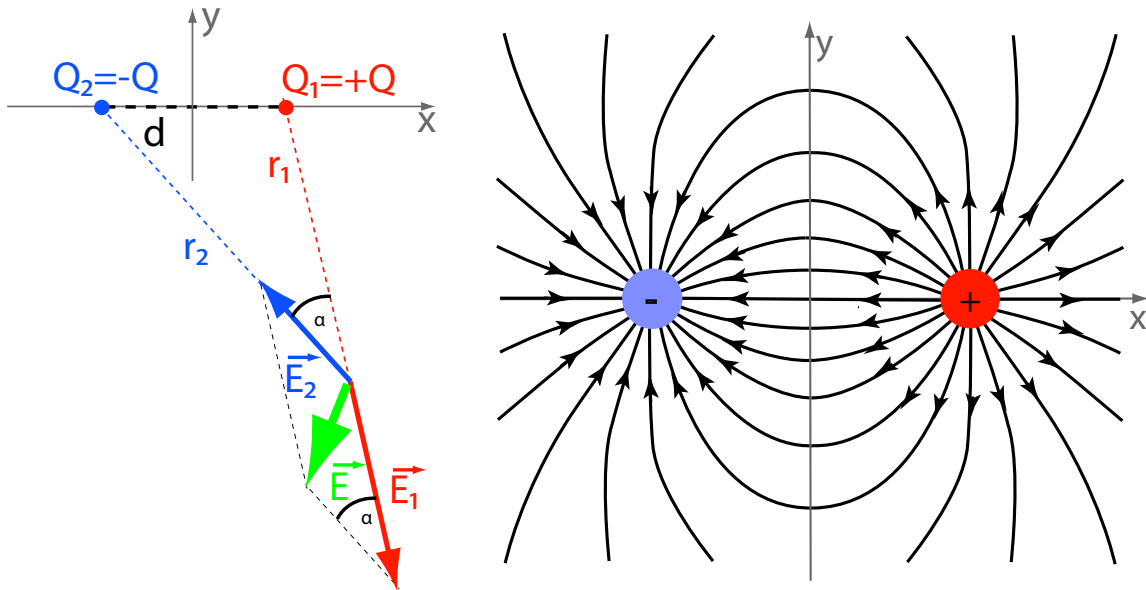 y
Q₂=-Q
Q₁=+Q
x
d
r₁
r₂
α
E₂
E
E₁
α
y
-
+
x